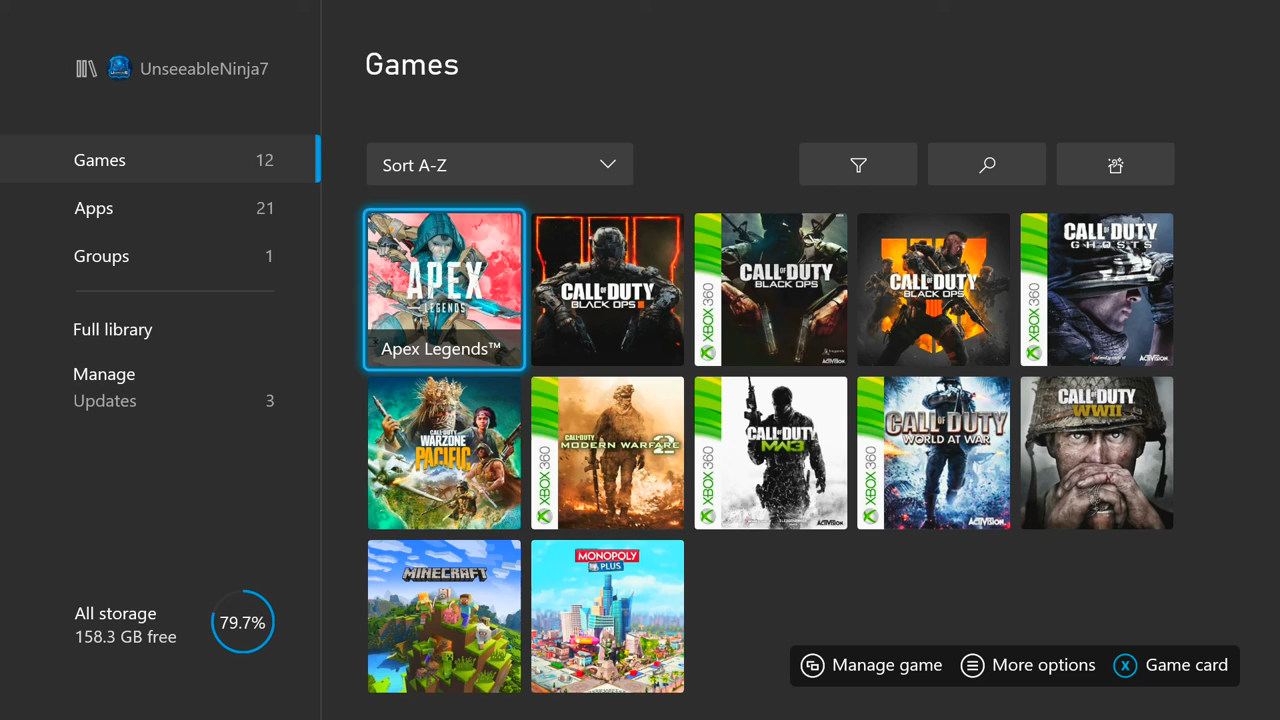 UnseeableNinja7
Games 12
Apps 21
Groups 1
Full library
Manage
Updates 3
All storage
158.3 GB free
79.7%
Games
Sort A-Z
APEX
LEGENDS
Apex Legends™
CALL OF DUTY
BLACK OPS III
XBOX 360
CALL OF DUTY
BLACK OPS
ACTIVISION
CALL OF DUTY
BLACK OPS
IIII
XBOX 360
CALL OF DUTY
GHOSTS
ACTIVISION
CALL OF DUTY
WARZONE
PACIFIC
XBOX 360
CALL OF DUTY
MODERN WARFARE 2
XBOX 360
CALL OF DUTY
MW3
ACTIVISION
XBOX 360
CALL OF DUTY
WORLD AT WAR
ACTIVISION
CALL OF DUTY
WWII
MINECRAFT
MONOPOLY
PLUS
Manage game
More options
X Game card